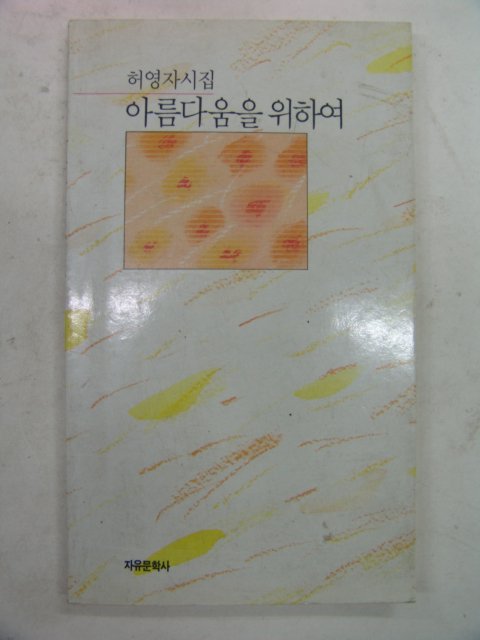 허영자시집
아름다움을 위하여
자유문학사